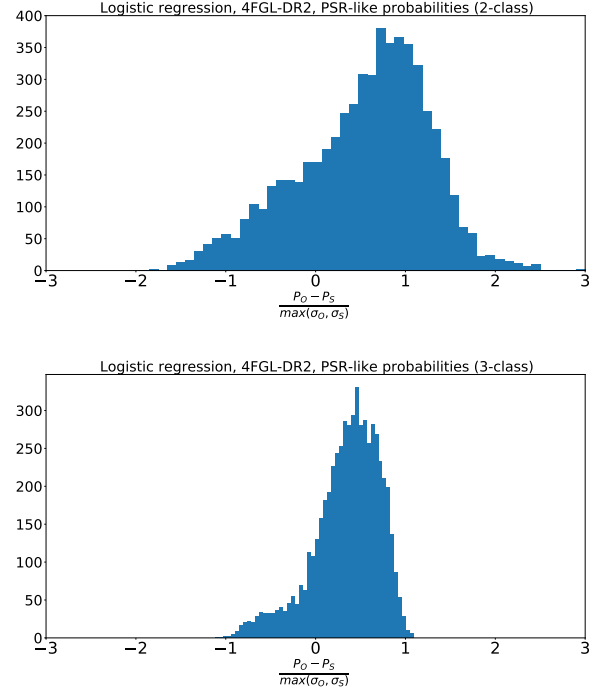 Logistic regression, 4FGL-DR2, PSR-like probabilities (2-class)
400
350
300
250
200
150
100
50
0
−3 −2 −1 0 1 2 3
P_O − P_S
max(σ_O, σ_S)
Logistic regression, 4FGL-DR2, PSR-like probabilities (3-class)
300
250
200
150
100
50
0
−3 −2 −1 0 1 2 3
P_O − P_S
max(σ_O, σ_S)